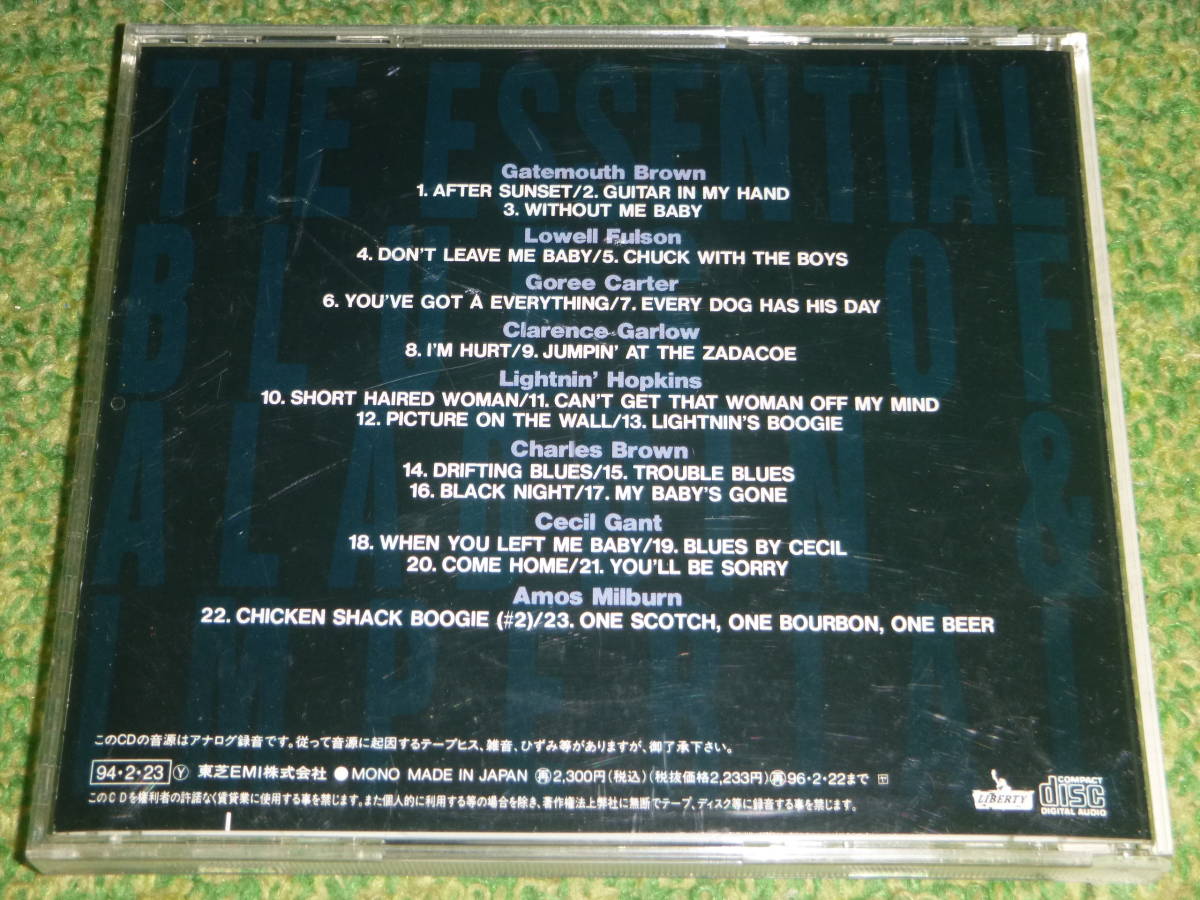 THE ESSENTIAL
BLUES OF
ALADDIN &
IMPERIAL
Gatemouth Brown
1. AFTER SUNSET/2. GUITAR IN MY HAND
3. WITHOUT ME BABY
Lowell Fulson
4. DON'T LEAVE ME BABY/5. CHUCK WITH THE BOYS
Goree Carter
6. YOU'VE GOT A EVERYTHING/7. EVERY DOG HAS HIS DAY
Clarence Garlow
8. I'M HURT/9. JUMPIN' AT THE ZADACOE
Lightnin' Hopkins
10. SHORT HAIRED WOMAN/11. CAN'T GET THAT WOMAN OFF MY MIND
12. PICTURE ON THE WALL/13. LIGHTNIN'S BOOGIE
Charles Brown
14. DRIFTING BLUES/15. TROUBLE BLUES
16. BLACK NIGHT/17. MY BABY'S GONE
Cecil Gant
18. WHEN YOU LEFT ME BABY/19. BLUES BY CECIL
20. COME HOME/21. YOU'LL BE SORRY
Amos Milburn
22. CHICKEN SHACK BOOGIE (#2)/23. ONE SCOTCH, ONE BOURBON, ONE BEER
このCDの音源はアナログ録音です。従って音源に起因するテープヒス、雑音、ひずみ等がありますが、御了承下さい。
94・2・23 Ⓨ 東芝EMI株式会社 ●MONO MADE IN JAPAN ㊢2,300円(税込)(税抜価格2,233円)㊢96・2・22まで
このCDを権利者の許諾なく賃貸業に使用する事を禁じます。また個人的に利用する等の場合を除き、著作権法上弊社に無断でテープ、ディスク等に録音する事を禁じます。
LIBERTY
COMPACT
disc
DIGITAL AUDIO